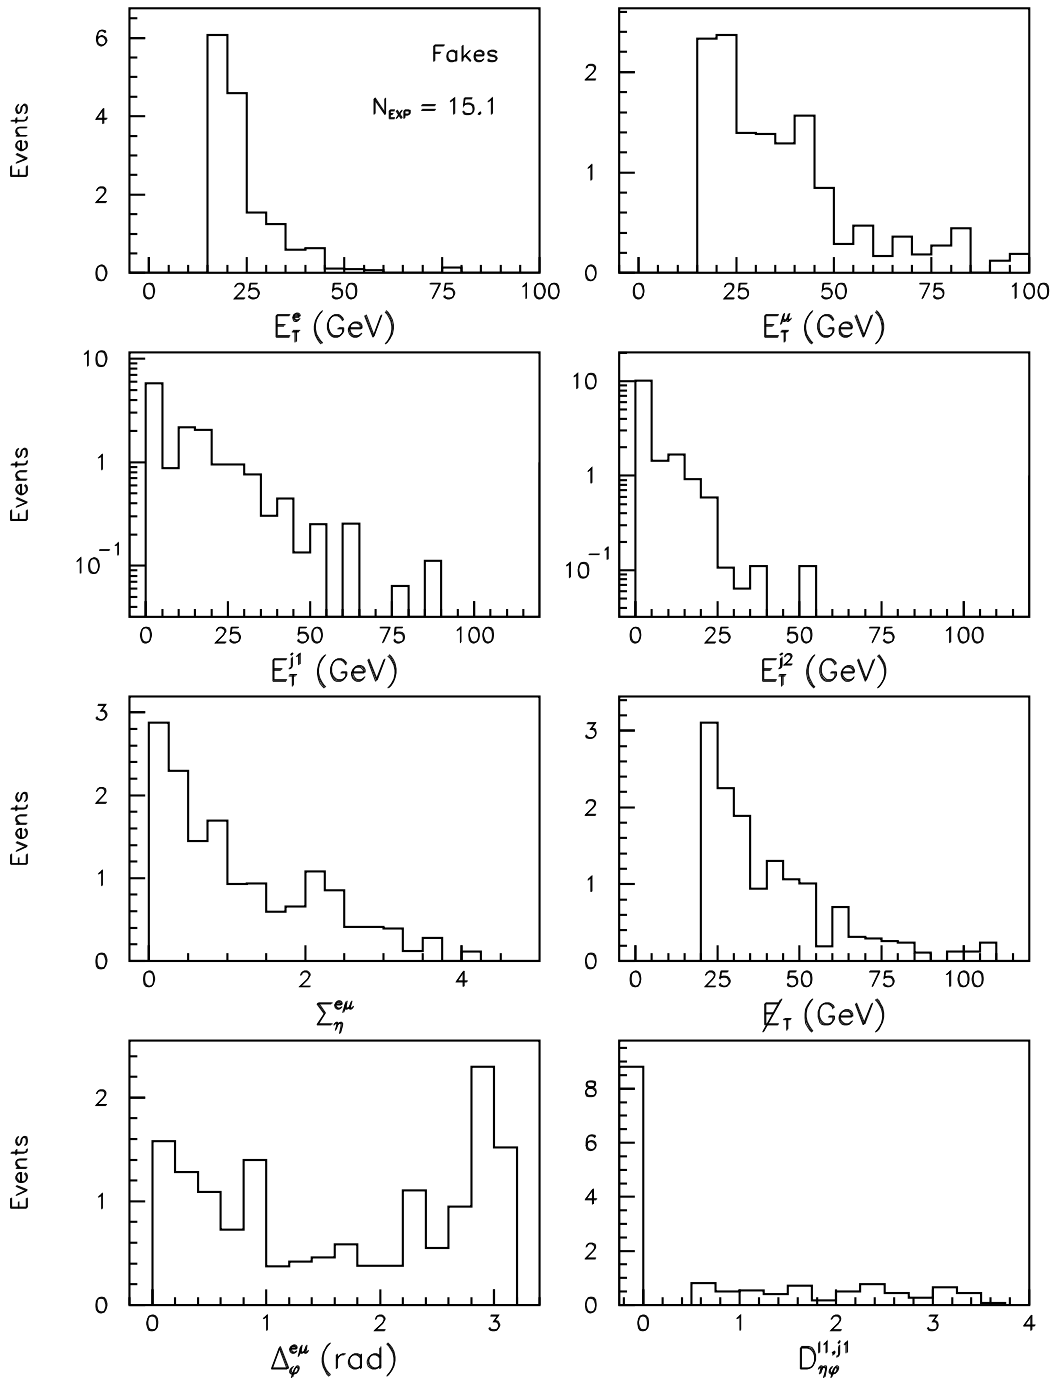 Events
6
4
2
0
Fakes
N_EXP = 15.1
0 25 50 75 100
E_T^e (GeV)
2
1
0
0 25 50 75 100
E_T^μ (GeV)
Events
10
1
10^-1
0 25 50 75 100
E_T^j1 (GeV)
10
1
10^-1
0 25 50 75 100
E_T^j2 (GeV)
Events
3
2
1
0
0 2 4
Σ_η^eμ
3
2
1
0
0 25 50 75 100
E̸_T (GeV)
Events
2
1
0
0 1 2 3
Δ_φ^eμ (rad)
8
6
4
2
0
0 1 2 3 4
D_ηφ^l1,j1